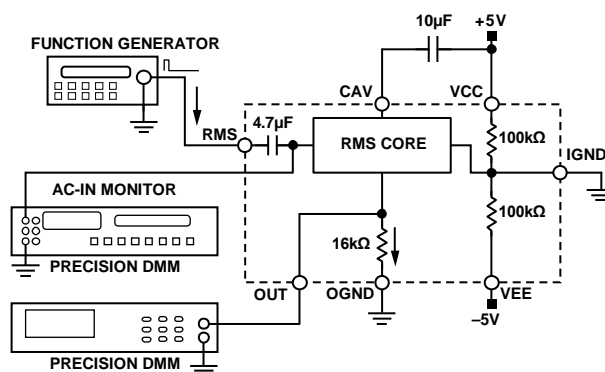 10µF
+5V
FUNCTION GENERATOR
CAV
VCC
4.7µF
RMS
RMS CORE
100kΩ
IGND
AC-IN MONITOR
100kΩ
16kΩ
PRECISION DMM
OUT
OGND
VEE
–5V
PRECISION DMM